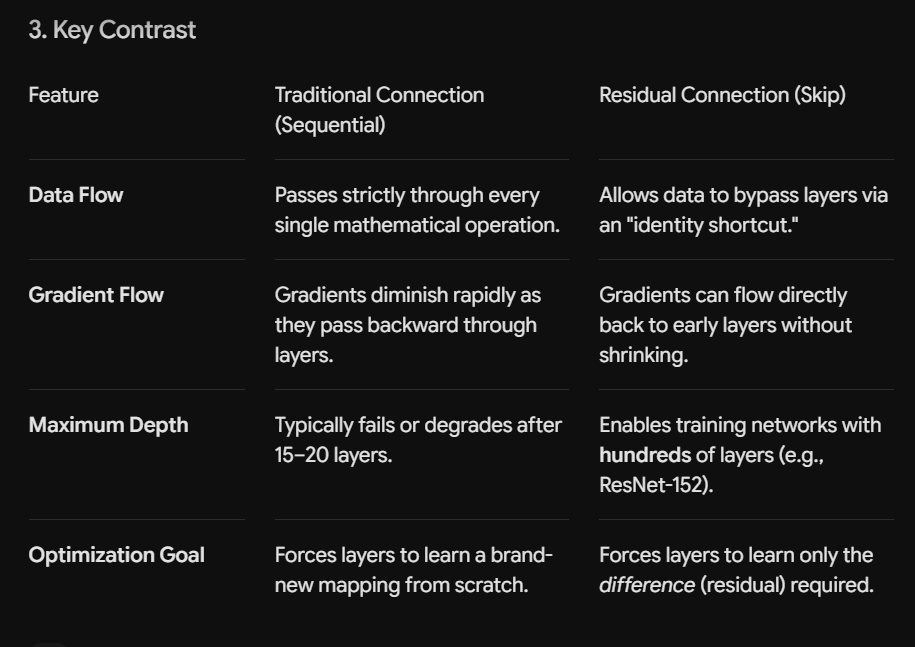 3. Key Contrast
Feature
Traditional Connection
(Sequential)
Residual Connection (Skip)
Data Flow
Passes strictly through every
single mathematical operation.
Allows data to bypass layers via
an "identity shortcut."
Gradient Flow
Gradients diminish rapidly as
they pass backward through
layers.
Gradients can flow directly
back to early layers without
shrinking.
Maximum Depth
Typically fails or degrades after
15–20 layers.
Enables training networks with
hundreds of layers (e.g.,
ResNet-152).
Optimization Goal
Forces layers to learn a brand-
new mapping from scratch.
Forces layers to learn only the
difference (residual) required.